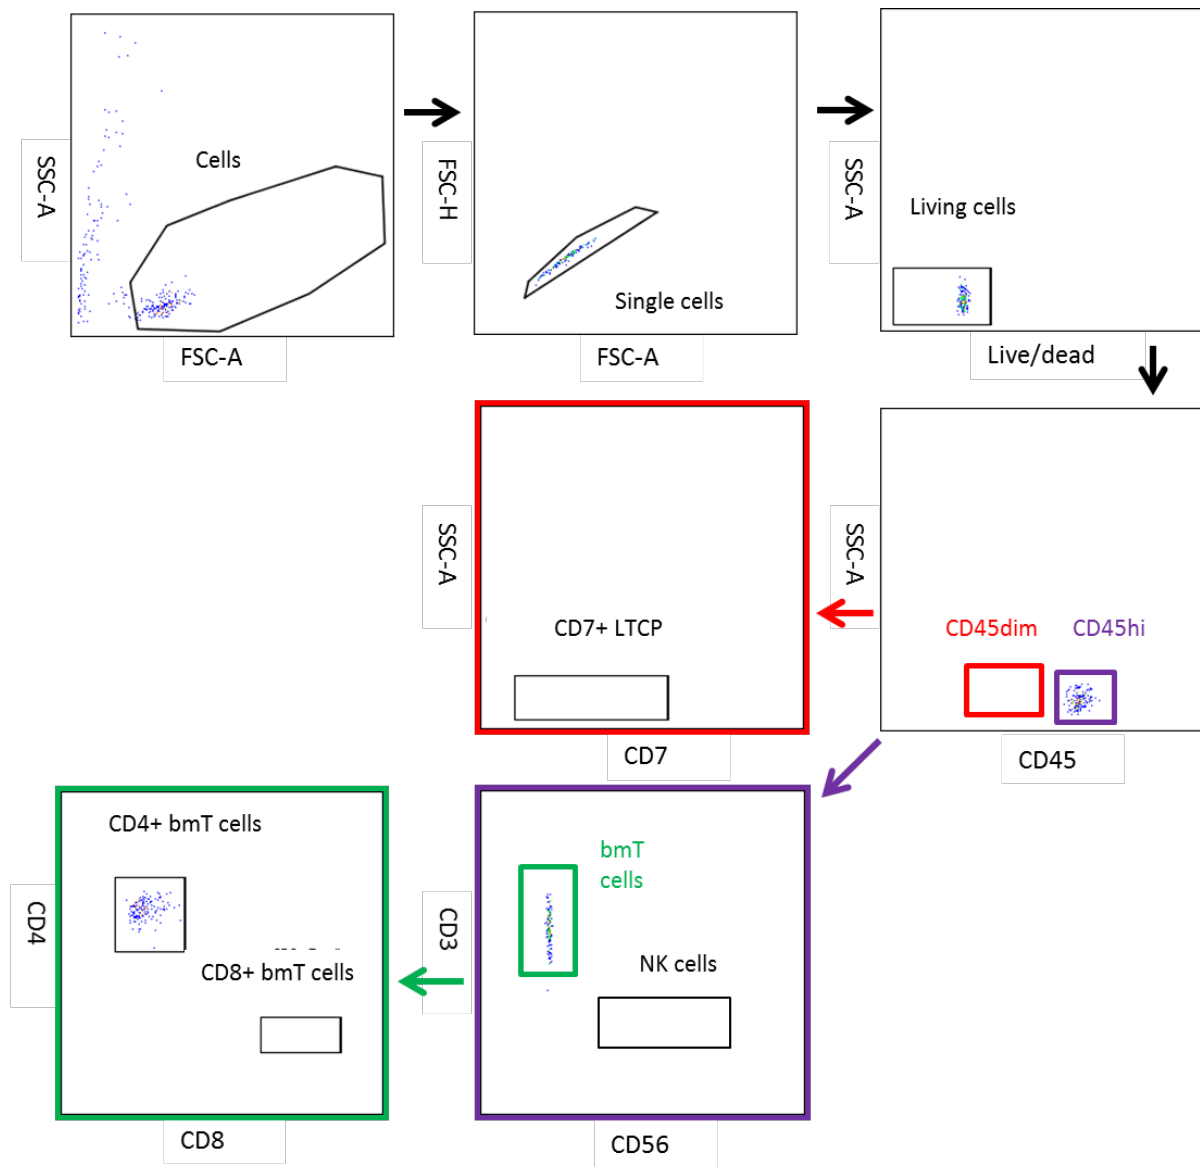 SSC-A
Cells
FSC-A
FSC-H
Single cells
FSC-A
SSC-A
Living cells
Live/dead
SSC-A
CD7+ LTCP
CD7
SSC-A
CD45dim
CD45hi
CD45
CD4+ bmT cells
CD4
CD8+ bmT cells
CD8
CD3
bmT
cells
NK cells
CD56